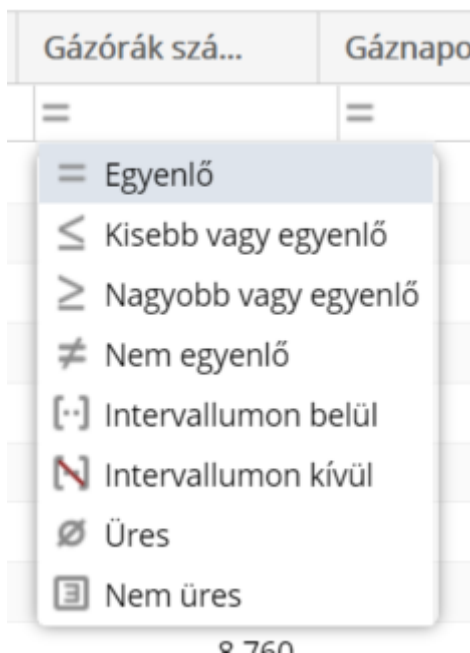 Gázórák szá... Gáznapo
= =
= Egyenlő
≤ Kisebb vagy egyenlő
≥ Nagyobb vagy egyenlő
≠ Nem egyenlő
[··] Intervallumon belül
Intervallumon kívül
Ø Üres
3 Nem üres
8 760